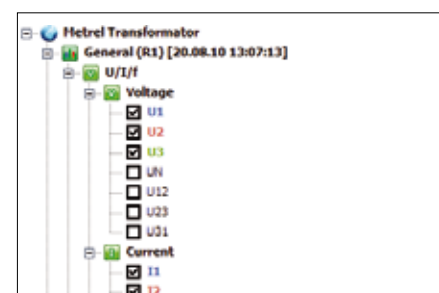 Metrel Transformator
General (R1) [20.08.10 13:07:13]
U/I/f
Voltage
U1
U2
U3
UN
U12
U23
U31
Current
I1
I2